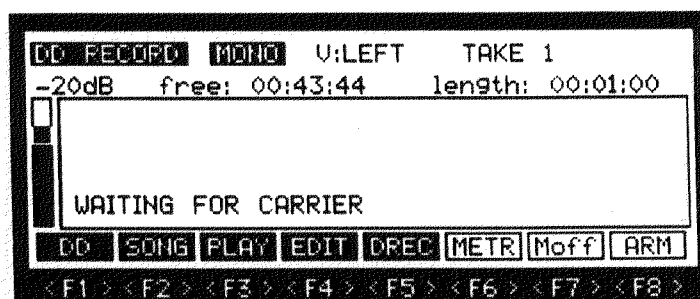 DD RECORD MONO V:LEFT TAKE 1
-20dB free: 00:43:44 length: 00:01:00
WAITING FOR CARRIER
DD SONG PLAY EDIT DREC METR Moff ARM
<F1> <F2> <F3> <F4> <F5> <F6> <F7> <F8>